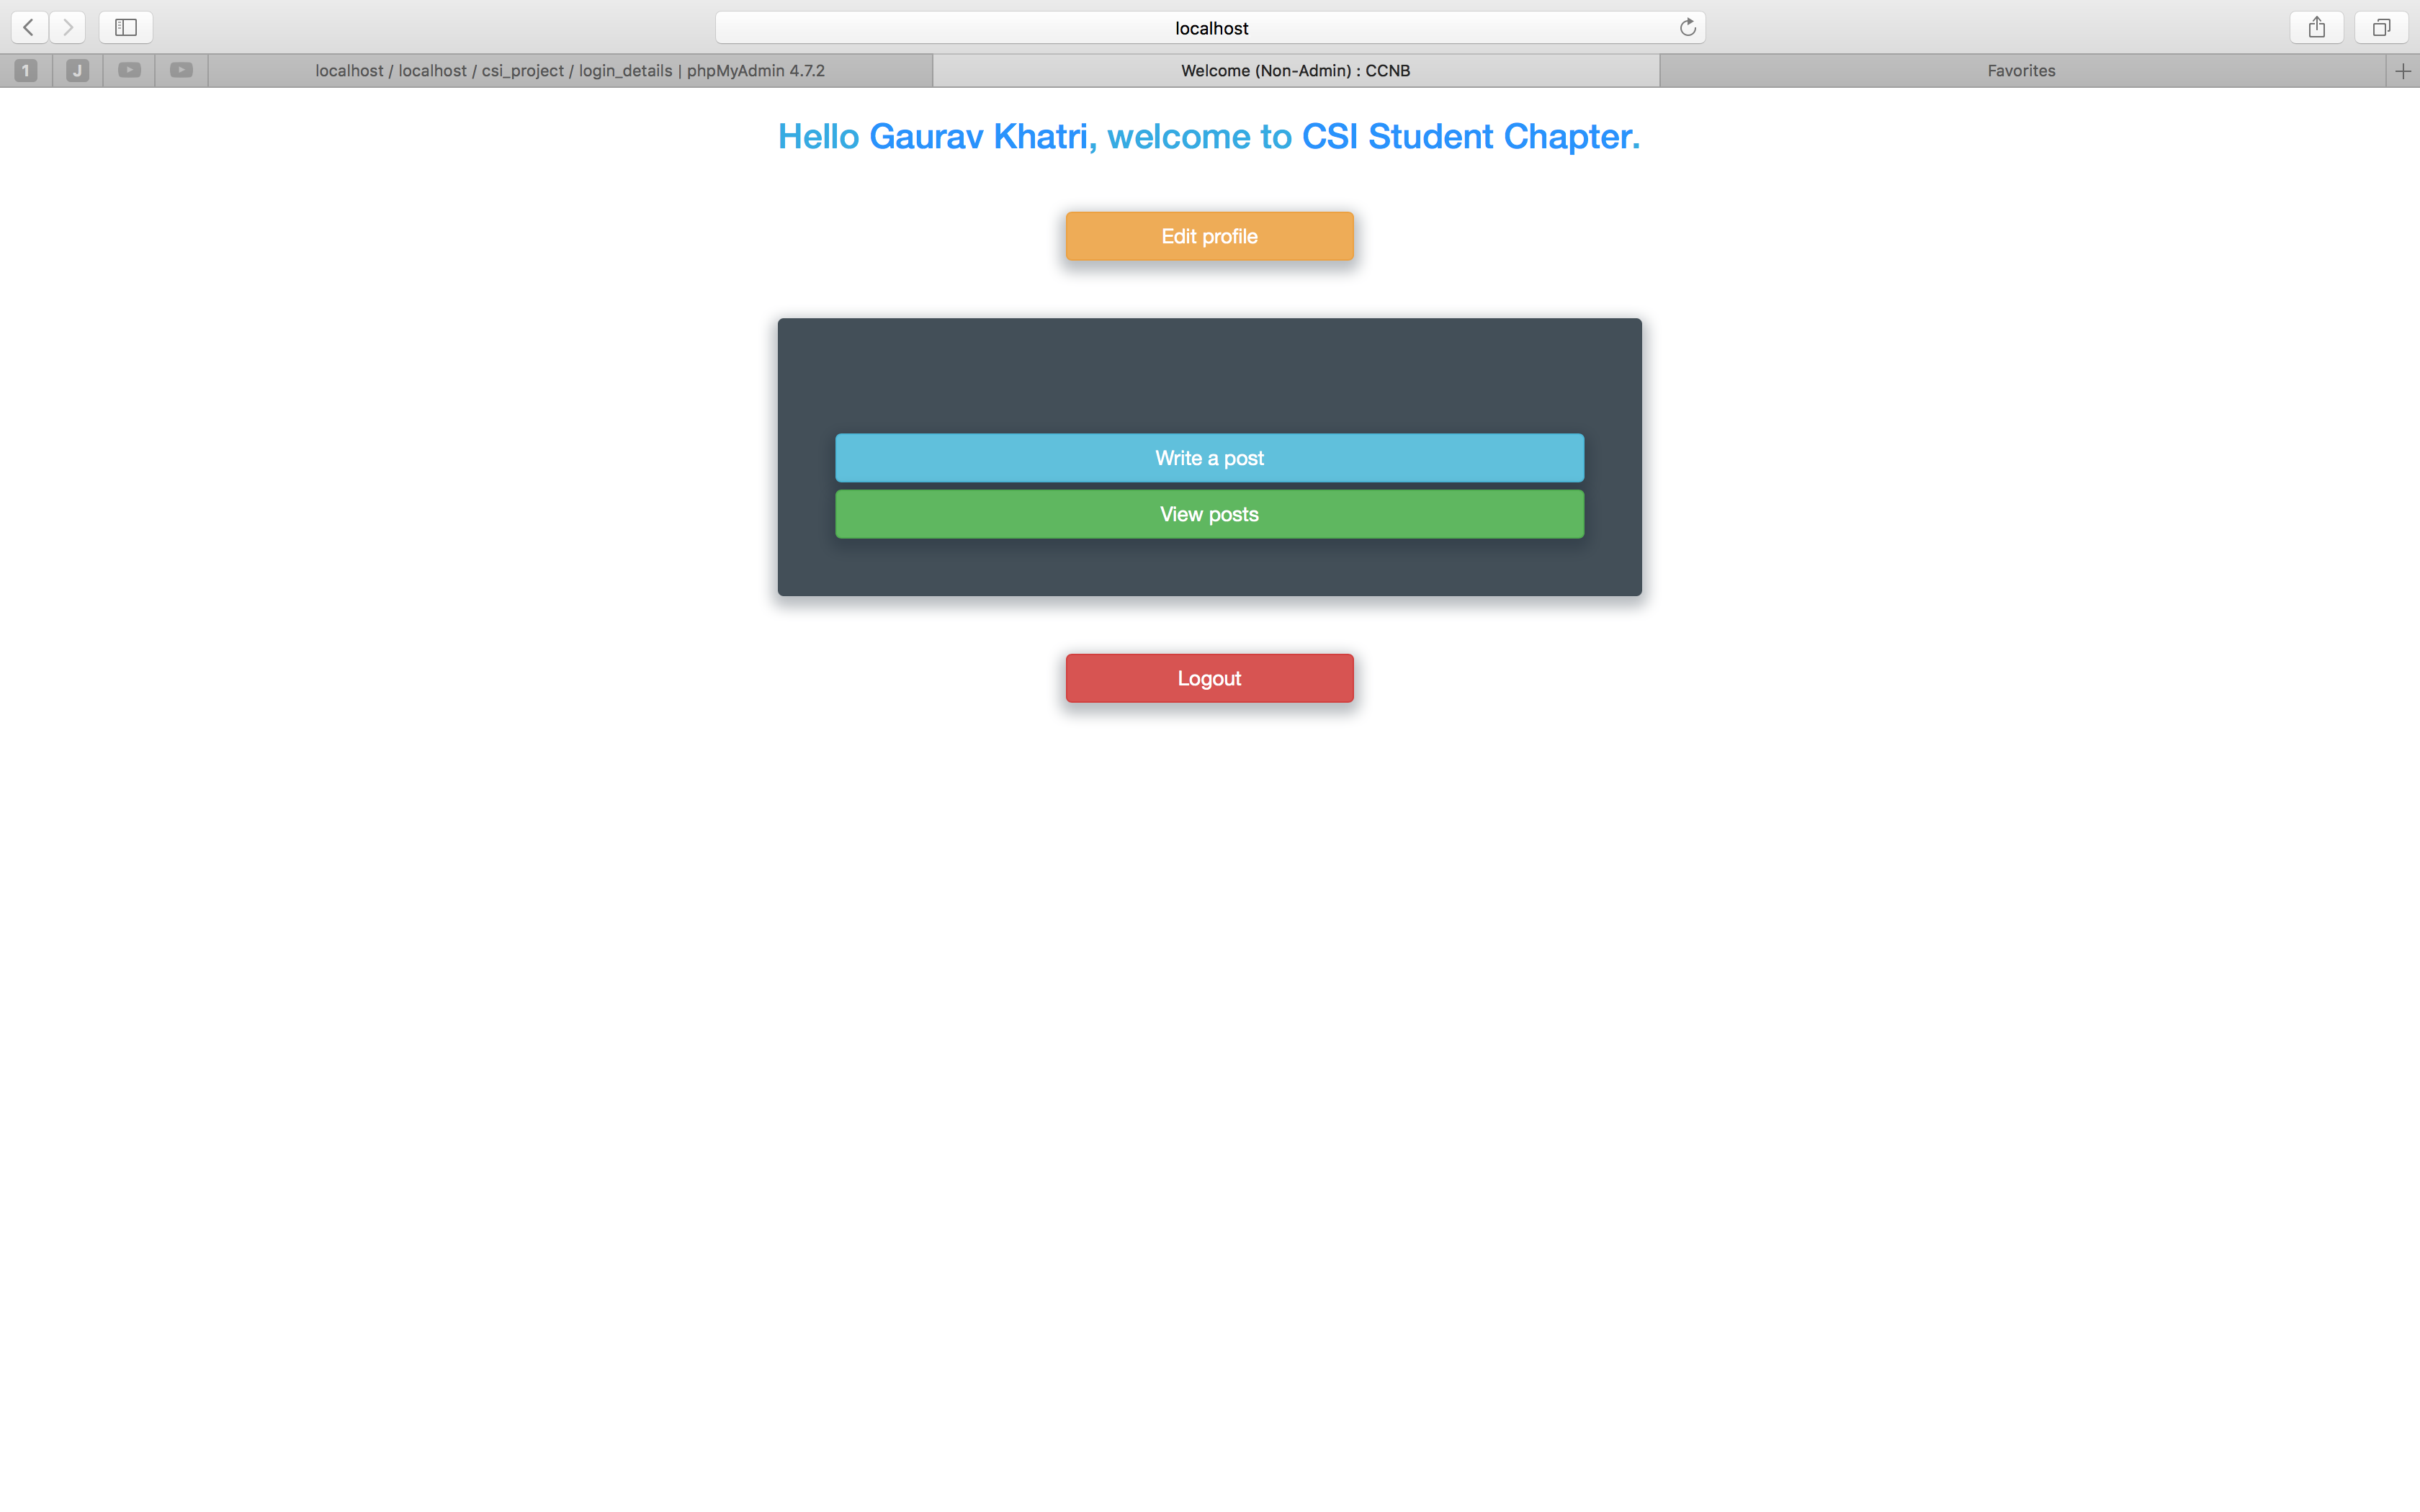 localhost
1
J
localhost / localhost / csi_project / login_details | phpMyAdmin 4.7.2
Welcome (Non-Admin) : CCNB
Favorites
Hello Gaurav Khatri, welcome to CSI Student Chapter.
Edit profile
Write a post
View posts
Logout